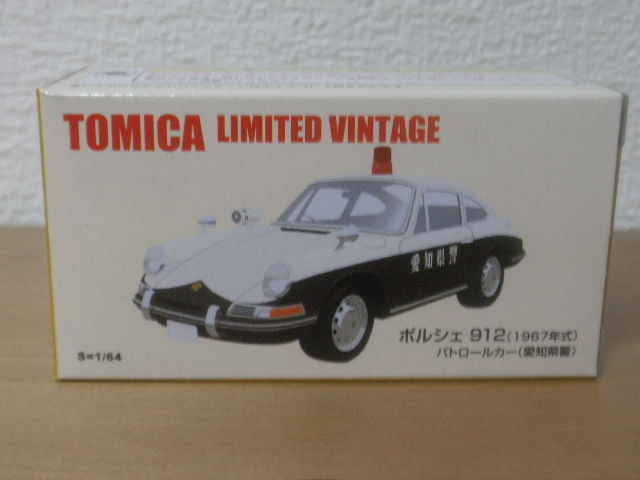 TOMICA LIMITED VINTAGE
愛知県警
ポルシェ 912(1967年式)
パトロールカー(愛知県警)
S=1/64